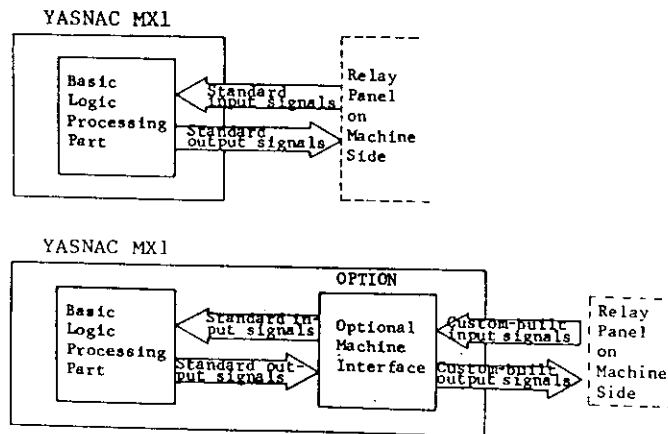 YASNAC MX1
Basic
Logic
Processing
Part
Standard
input signals
Standard
output signals
Relay
Panel
on
Machine
Side
YASNAC MX1
OPTION
Basic
Logic
Processing
Part
Standard in-
put signals
Standard out-
put signals
Optional
Machine
Interface
Custom-built
input signals
Custom-built
output signals
Relay
Panel
on
Machine
Side